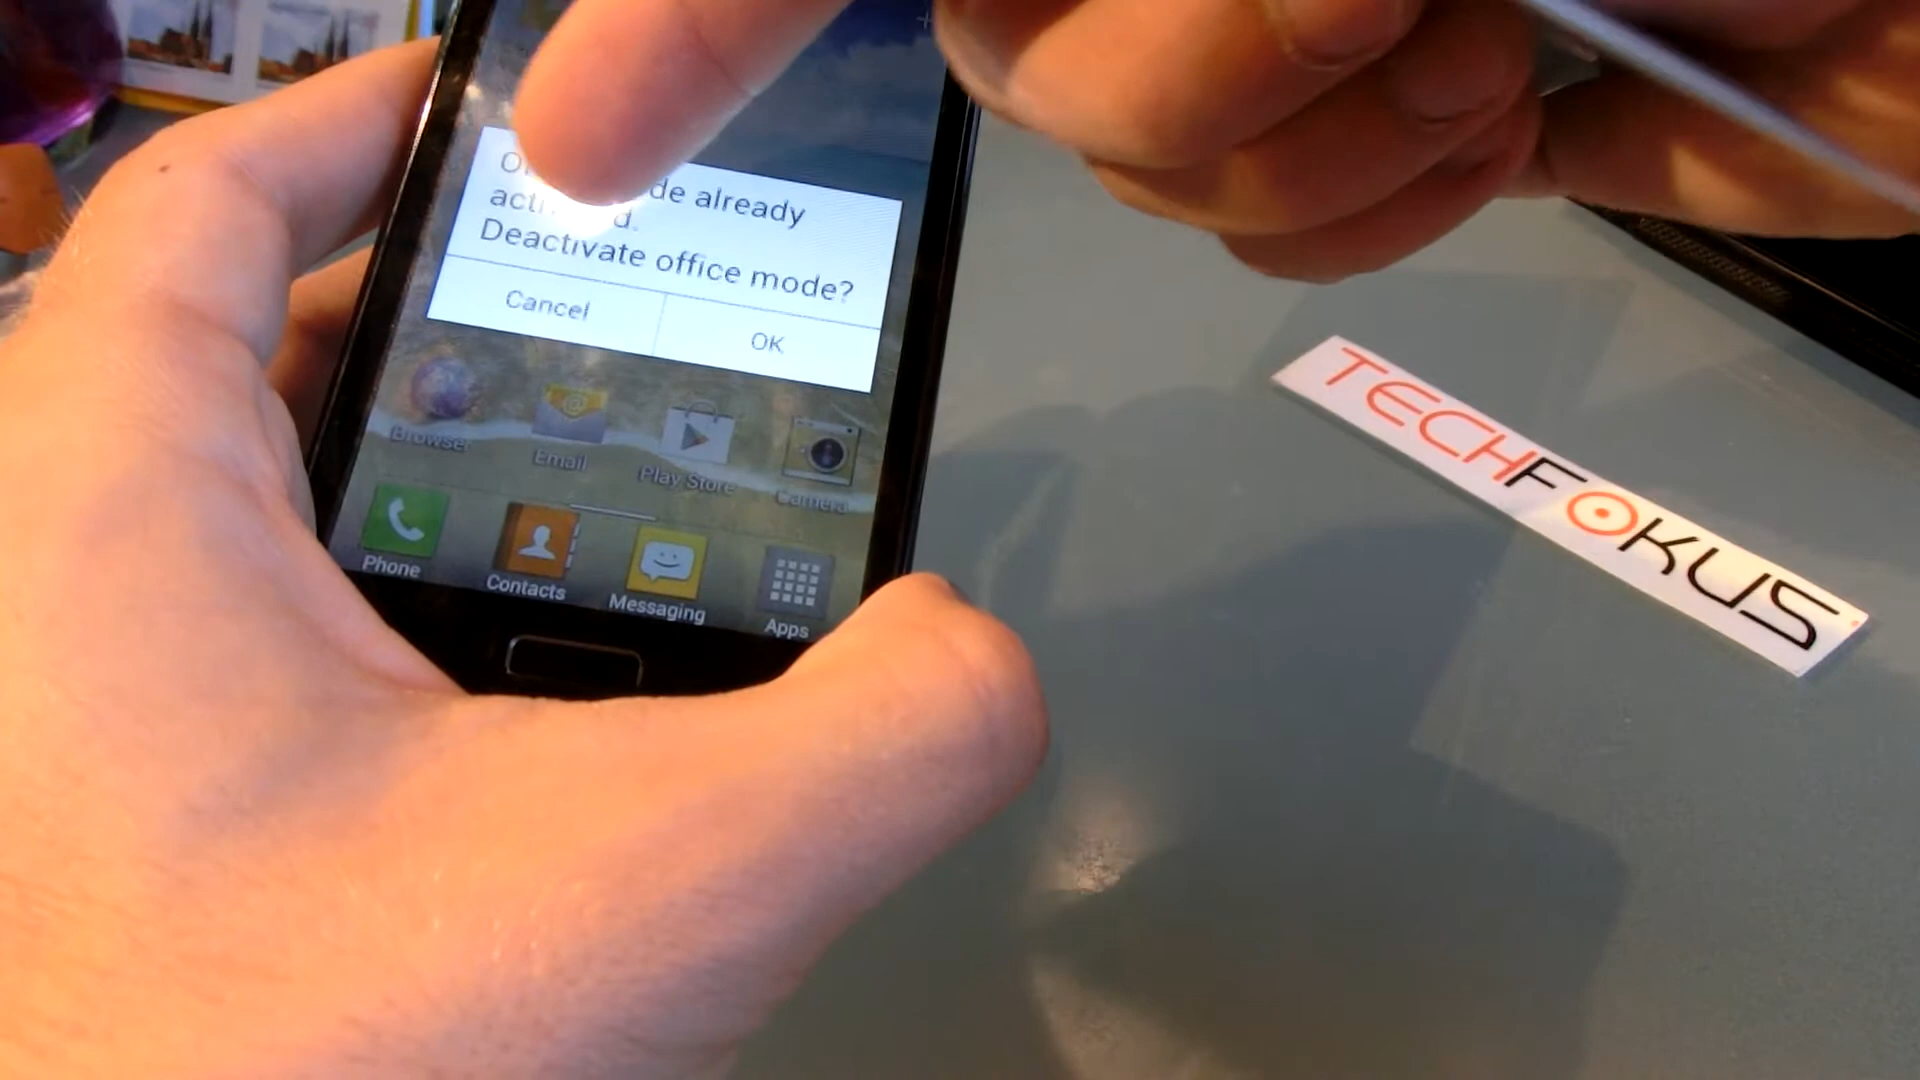 de already
d.
Deactivate office mode?
Cancel
OK
Browser
Email
Play Store
Camera
Phone
Contacts
Messaging
Apps
TECHFOKUS